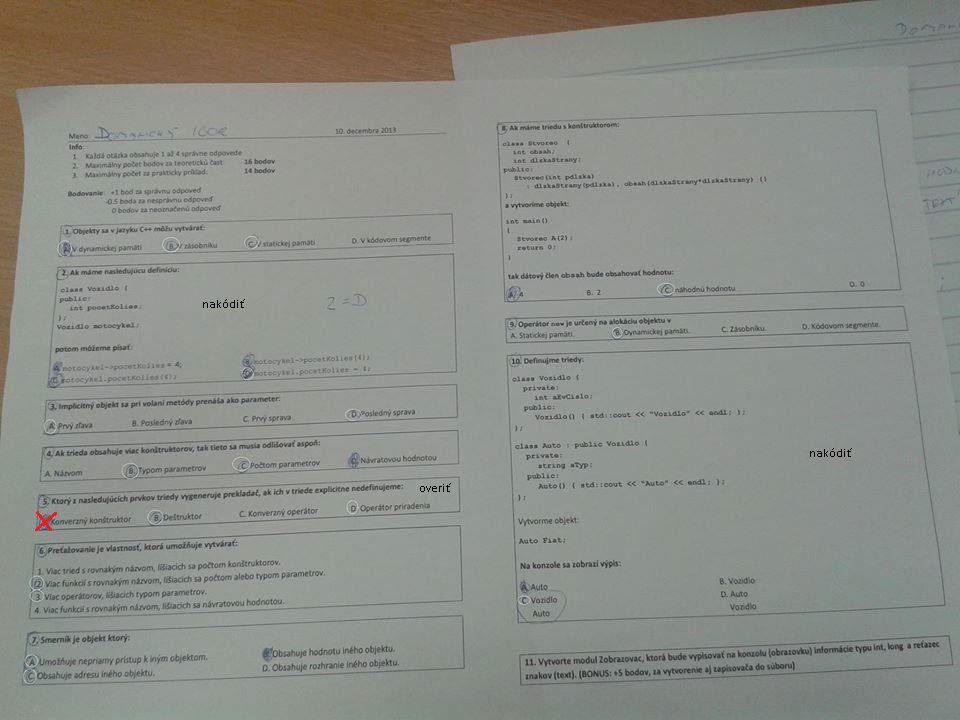 Meno: DOMANICKÝ IGOR
10. decembra 2013
Info:
1. Každá otázka obsahuje 1 až 4 správne odpovede
2. Maximálny počet bodov za teoretickú časť: 16 bodov
3. Maximálny počet za prakticky príklad: 14 bodov
Bodovanie +1 bod za správnu odpoveď
-0.5 boda za nesprávnu odpoveď
0 bodov za neoznačenú odpoveď
1. Objekty sa v jazyku C++ môžu vytvárať:
A. V dynamickej pamäti B. V zásobníku C. V statickej pamäti D. V kódovom segmente
2. Ak máme nasledujúcu definíciu:
class Vozidlo {
public:
int pocetKolies;
};
Vozidlo motocykel;
nakódiť
2 = D
potom môžeme písať:
A. motocykel->pocetKolies = 4; B. motocykel->pocetKolies(4);
C. motocykel.pocetKolies(4); D. motocykel.pocetKolies = 4;
3. Implicitný objekt sa pri volaní metódy prenáša ako parameter:
A. Prvý zľava B. Posledný zľava C. Prvý sprava D. Posledný sprava
4. Ak trieda obsahuje viac konštruktorov, tak tieto sa musia odlišovať aspoň:
A. Názvom B. Typom parametrov C. Počtom parametrov D. Návratovou hodnotou
5. Ktorý z nasledujúcich prvkov triedy vygeneruje prekladač, ak ich v triede explicitne nedefinujeme: overiť
Konverzný konštruktor B. Deštruktor C. Konverzný operátor D Operátor priradenia
6. Preťažovanie je vlastnosť, ktorá umožňuje vytvárať:
1. Viac tried s rovnakým názvom, líšiacich sa počtom konštruktorov.
2. Viac funkcií s rovnakým názvom, líšiacich sa počtom alebo typom parametrov.
3. Viac operátorov, líšiacich typom parametrov.
4. Viac funkcií s rovnakým názvom, líšiacich sa návratovou hodnotou.
7. Smerník je objekt ktorý:
A. Umožňuje nepriamy prístup k iným objektom. B. Obsahuje hodnotu iného objektu.
C. Obsahuje adresu iného objektu. D. Obsahuje rozhranie iného objektu.
8. Ak máme triedu s konštruktorom:
class Stvorec {
int obsah;
int dlzkaStrany;
public:
Stvorec(int pdlzka)
: dlzkaStrany(pdlzka), obsah(dlzkaStrany*dlzkaStrany) {}
};
a vytvoríme objekt:
int main()
{
Stvorec A(2);
return 0;
}
tak dátový člen obsah bude obsahovať hodnotu:
A. 4 B. 2 C. náhodnú hodnotu D. 0
9. Operátor new je určený na alokáciu objektu v
A. Statickej pamäti. B. Dynamickej pamäti. C. Zásobníku. D. Kódovom segmente.
10. Definujme triedy:
class Vozidlo {
private:
int aEvCislo;
public:
Vozidlo() { std::cout << "Vozidlo" << endl; };
};
class Auto : public Vozidlo {
private:
string aTyp;
public:
Auto() { std::cout << "Auto" << endl; };
};
nakódiť
Vytvorme objekt:
Auto Fiat;
Na konzole sa zobrazí výpis:
A. Auto B. Vozidlo
C Vozidlo D. Auto
Auto Vozidlo
11. Vytvorte modul Zobrazovac, ktorá bude vypisovať na konzolu (obrazovku) informácie typu int, long a reťazec
znakov (text). (BONUS: +5 bodov, za vytvorenie aj zapisovača do súboru)